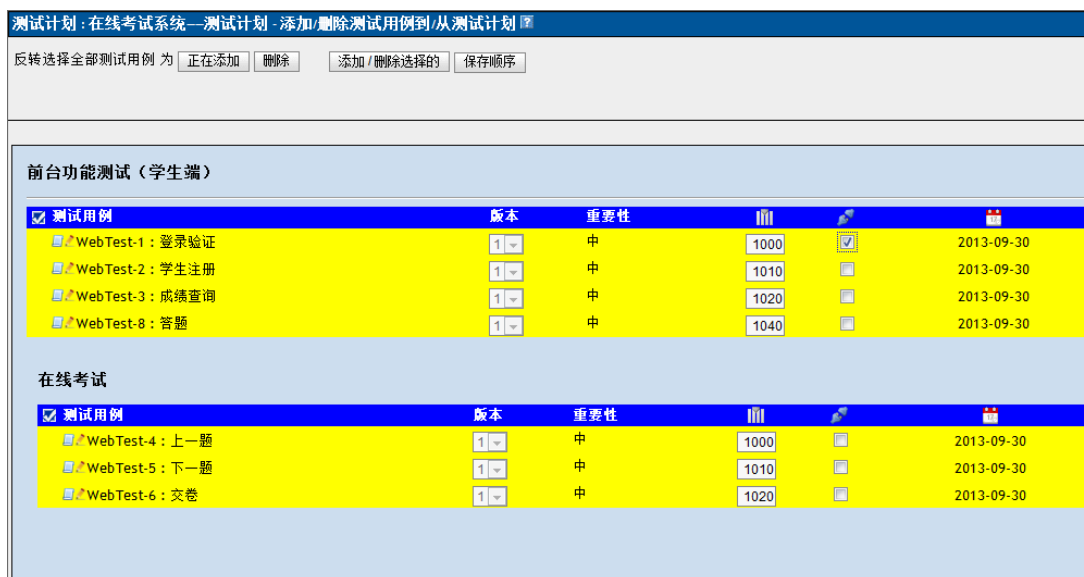 测试计划 : 在线考试系统---测试计划 - 添加/删除测试用例到/从测试计划 ?
反转选择全部测试用例 为 正在添加 删除 添加 / 删除选择的 保存顺序
前台功能测试（学生端）
测试用例 版本 重要性
WebTest-1 : 登录验证 1 中 1000 2013-09-30
WebTest-2 : 学生注册 1 中 1010 2013-09-30
WebTest-3 : 成绩查询 1 中 1020 2013-09-30
WebTest-8 : 答题 1 中 1040 2013-09-30
在线考试
测试用例 版本 重要性
WebTest-4 : 上一题 1 中 1000 2013-09-30
WebTest-5 : 下一题 1 中 1010 2013-09-30
WebTest-6 : 交卷 1 中 1020 2013-09-30